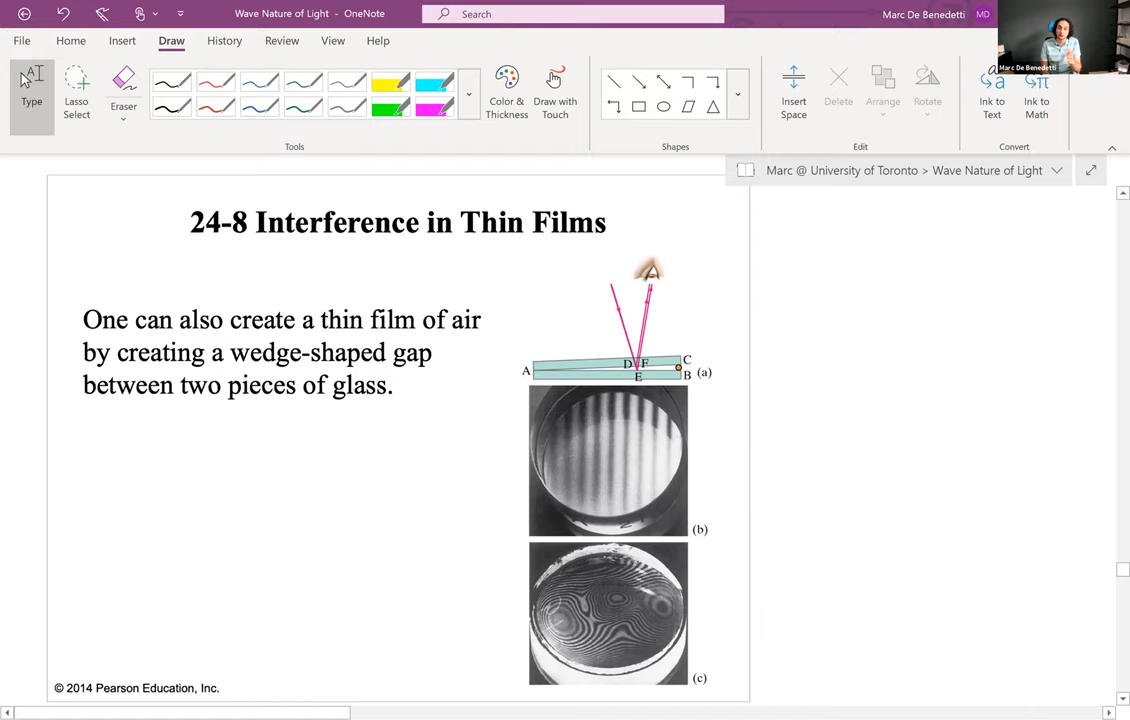 Wave Nature of Light - OneNote
Search
Marc De Benedetti
MD
Marc De Benedetti
File
Home
Insert
Draw
History
Review
View
Help
Type
Lasso Select
Eraser
Color & Thickness
Draw with Touch
Insert Space
Delete
Arrange
Rotate
Ink to Text
Ink to Math
Tools
Shapes
Edit
Convert
Marc @ University of Toronto > Wave Nature of Light
24-8 Interference in Thin Films
One can also create a thin film of air
by creating a wedge-shaped gap
between two pieces of glass.
A
D
F
C
E
B
(a)
(b)
(c)
© 2014 Pearson Education, Inc.